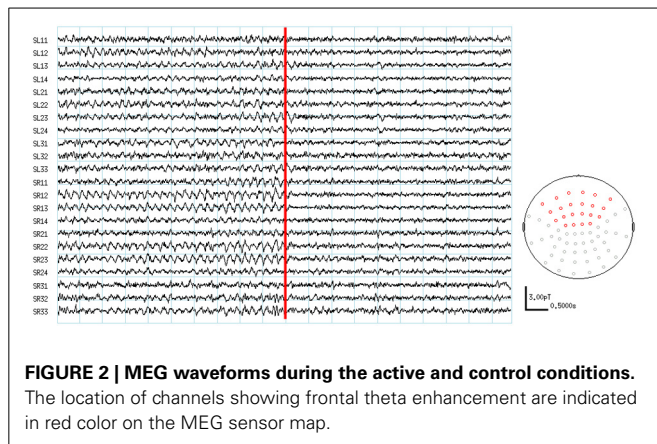 SL11
SL12
SL13
SL14
SL21
SL22
SL23
SL24
SL31
SL32
SL33
SR11
SR12
SR13
SR14
SR21
SR22
SR23
SR24
SR31
SR32
SR33
3.00pT
0.5000s
FIGURE 2 | MEG waveforms during the active and control conditions.
The location of channels showing frontal theta enhancement are indicated
in red color on the MEG sensor map.